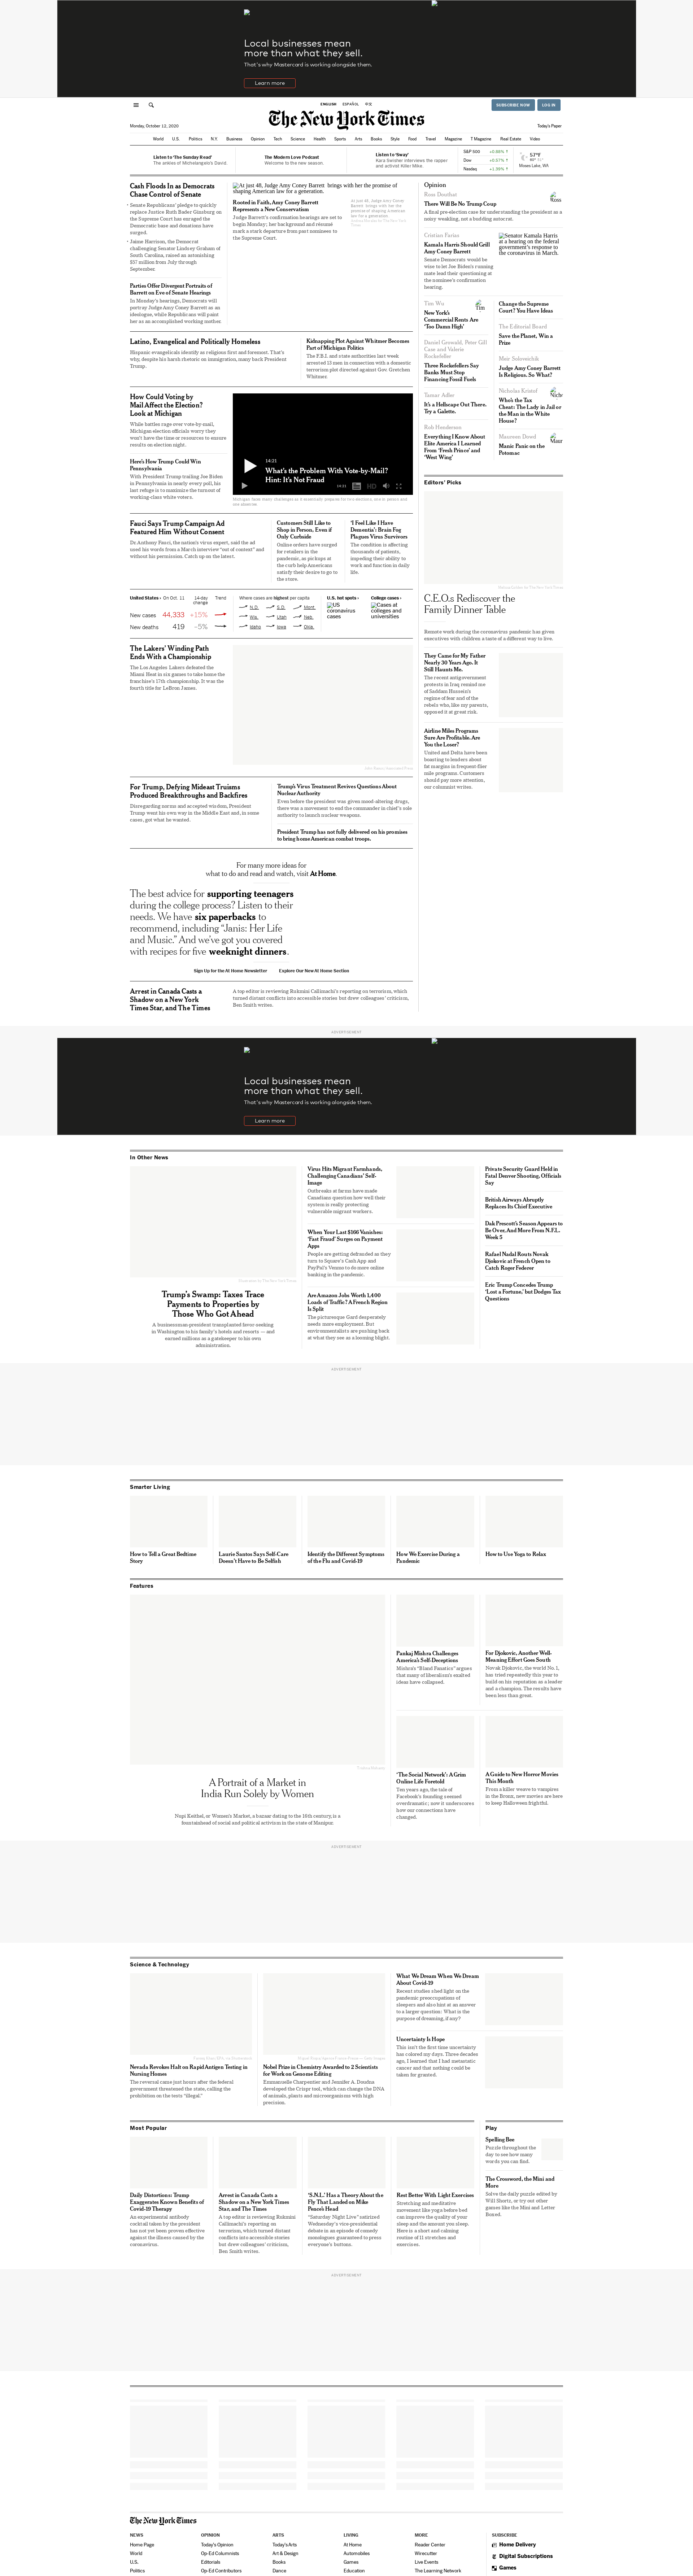 Local businesses mean
more than what they sell.
That's why Mastercard is working alongside them.
Learn more
ENGLISH ESPAÑOL 中文
SUBSCRIBE NOW LOG IN
The New York Times
Monday, October 12, 2020
Today's Paper
World U.S. Politics N.Y. Business Opinion Tech Science Health Sports Arts Books Style Food Travel Magazine T Magazine Real Estate Video
Listen to 'The Sunday Read'
The ankles of Michelangelo's David.
The Modern Love Podcast
Welcome to the new season.
Listen to 'Sway'
Kara Swisher interviews the rapper
and activist Killer Mike.
S&P 500 +0.88% ↑
Dow +0.57% ↑
Nasdaq +1.39% ↑
Moses Lake, WA
Cash Floods In as Democrats
Chase Control of Senate
Senate Republicans' pledge to quickly
replace Justice Ruth Bader Ginsburg on
the Supreme Court has given the
Democratic base and donations have
surged.
Jaime Harrison, the Democrat
challenging Senator Lindsey Graham of
South Carolina, raised an astonishing
$57 million from July through
September.
Parties Offer Divergent Portraits of
Barrett on Eve of Senate Hearings
In Monday's hearings, Democrats will
portray Judge Amy Coney Barrett as an
ideologue, while Republicans will paint
her as an accomplished working mother.
At just 48, Judge Amy Coney Barrett brings with her the promise of
shaping American law for a generation.
Rooted in Faith, Amy Coney Barrett
Represents a New Conservatism
Judge Barrett's confirmation hearings are set to
begin Monday; her background and résumé
mark a stark departure from past nominees to
the Supreme Court.
At just 48, Judge Amy Coney
Barrett brings with her the
promise of shaping American
law for a generation.
Latino, Evangelical and Politically Homeless
Hispanic evangelicals identify as religious first and foremost. That's
why, despite his harsh rhetoric on immigration, many back President
Trump.
Kidnapping Plot Against Whitmer Becomes
Part of Michigan Politics
The F.B.I. and state authorities last week
arrested 13 men in connection with a domestic
terrorism plot directed against Gov. Gretchen
Whitmer.
How Could Voting by
Mail Affect the Election?
Look at Michigan
While battles rage over vote-by-mail,
Michigan election officials worry they
won't have the time or resources to ensure
results on election night.
Here's How Trump Could Win
Pennsylvania
With President Trump trailing Joe Biden
in Pennsylvania in nearly every poll, his
last refuge is to maximize the turnout of
working-class white voters.
14:21
What's the Problem With Vote-by-Mail?
Hint: It's Not Fraud
14:21
Michigan faces many challenges as it drastically prepares for pre-elections, doing all pieces and
old absentee.
Fauci Says Trump Campaign Ad
Featured Him Without Consent
Dr. Anthony Fauci, the nation's virus expert, said the ad
used his words from a March interview "out of context" and
without his permission. Catch up on the latest.
Customers Still Like to
Shop in Person, Even if
Only Curbside
Online orders have surged
for retailers in the
pandemic, as pickups at
the curb help Americans
satisfy their desire to go to
the store.
'I Feel Like I Have
Dementia': Brain Fog
Plagues Virus Survivors
The condition is affecting
thousands of patients,
impeding their ability to
work and function in daily
life.
United States › On Oct. 11 14-day change Trend
New cases 44,333 +15%
New deaths 419 –5%
Where cases are highest per capita
N.D. S.D. Mont.
Wis. Utah Neb.
Idaho Iowa Okla.
U.S. hot spots ›
US coronavirus cases
College cases ›
Cases at colleges and universities
The Lakers' Winding Path
Ends With a Championship
The Los Angeles Lakers defeated the
Miami Heat in six games to take home the
franchise's 17th championship. It was the
fourth title for LeBron James.
For Trump, Defying Mideast Truisms
Produced Breakthroughs and Backfires
Disregarding norms and accepted wisdom, President
Trump went his own way in the Middle East and, in some
cases, got what he wanted.
Trump's Virus Treatment Revives Questions About
Nuclear Authority
Even before the president was given mood-altering drugs,
there was a movement to end the commander in chief's sole
authority to launch nuclear weapons.
President Trump has not fully delivered on his promises
to bring home American combat troops.
For many more ideas for
what to do and read and watch, visit At Home.
The best advice for supporting teenagers
during the college process? Listen to their
needs. We have six paperbacks to
recommend, including "Janis: Her Life
and Music." And we've got you covered
with recipes for five weeknight dinners.
Sign Up for the At Home Newsletter Explore Our New At Home Section
Arrest in Canada Casts a
Shadow on a New York
Times Star, and The Times
A top editor is reviewing Rukmini Callimachi's reporting on terrorism, which
turned distant conflicts into accessible stories but drew colleagues' criticism,
Ben Smith writes.
Opinion
Ross Douthat
There Will Be No Trump Coup
A final pre-election case for understanding the president as a
noisy weakling, not a budding autocrat.
Cristian Farias
Kamala Harris Should Grill
Amy Coney Barrett
Senate Democrats would be
wise to let Joe Biden's running
mate lead their questioning at
the nominee's confirmation
hearing.
Senator Kamala Harris
at a hearing on the federal
government's response to
the coronavirus in March.
Tim Wu
New York's
Commercial Rents Are
'Too Damn High'
Daniel Growald, Peter Gill
Case and Valerie
Rockefeller
Three Rockefellers Say
Banks Must Stop
Financing Fossil Fuels
Tamar Adler
It's a Hellscape Out There.
Try a Galette.
Rob Henderson
Everything I Know About
Elite America I Learned
From 'Fresh Prince' and
'West Wing'
Change the Supreme
Court? You Have Ideas
The Editorial Board
Save the Planet, Win a
Prize
Meir Soloveichik
Judge Amy Coney Barrett
Is Religious. So What?
Nicholas Kristof
Who's the Tax
Cheat: The Lady in Jail or
the Man in the White
House?
Maureen Dowd
Manic Panic on the
Potomac
Editors' Picks
C.E.O.s Rediscover the
Family Dinner Table
Remote work during the coronavirus pandemic has given
executives with children a taste of a different way to live.
They Came for My Father
Nearly 30 Years Ago. It
Still Haunts Me.
The recent antigovernment
protests in Iraq remind me
of Saddam Hussein's
regime of fear and of the
rebels who, like my parents,
opposed it at great risk.
Airline Miles Programs
Sure Are Profitable. Are
You the Loser?
United and Delta have been
boasting to lenders about
fat margins in frequent-flier
mile programs. Customers
should pay more attention,
our columnist writes.
ADVERTISEMENT
Local businesses mean
more than what they sell.
That's why Mastercard is working alongside them.
Learn more
In Other News
Trump's Swamp: Taxes Trace
Payments to Properties by
Those Who Got Ahead
A businessman-president transplanted favor-seeking
in Washington to his family's hotels and resorts — and
earned millions as a gatekeeper to his own
administration.
Virus Hits Migrant Farmhands,
Challenging Canadians' Self-
Image
Outbreaks at farms have made
Canadians question how well their
system is really protecting
vulnerable migrant workers.
When Your Last $166 Vanishes:
'Fast Fraud' Surges on Payment
Apps
People are getting defrauded as they
turn to Square's Cash App and
PayPal's Venmo to do more online
banking in the pandemic.
Are Amazon Jobs Worth 1,400
Loads of Traffic? A French Region
Is Split
The picturesque Gard desperately
needs more employment. But
environmentalists are pushing back
at what they see as a looming blight.
Private Security Guard Held in
Fatal Denver Shooting, Officials
Say
British Airways Abruptly
Replaces Its Chief Executive
Dak Prescott's Season Appears to
Be Over, And More From N.F.L.
Week 5
Rafael Nadal Routs Novak
Djokovic at French Open to
Catch Roger Federer
Eric Trump Concedes Trump
'Lost a Fortune,' but Dodges Tax
Questions
ADVERTISEMENT
Smarter Living
How to Tell a Great Bedtime
Story
Laurie Santos Says Self-Care
Doesn't Have to Be Selfish
Identify the Different Symptoms
of the Flu and Covid-19
How We Exercise During a
Pandemic
How to Use Yoga to Relax
Features
A Portrait of a Market in
India Run Solely by Women
Nupi Keithel, or Women's Market, a bazaar dating to the 16th century, is a
fountainhead of social and political activism in the state of Manipur.
Pankaj Mishra Challenges
America's Self-Deceptions
Mishra's "Bland Fanatics" argues
that many of liberalism's exalted
ideas have collapsed.
For Djokovic, Another Well-
Meaning Effort Goes South
Novak Djokovic, the world No. 1,
has tried repeatedly this year to
build on his reputation as a leader
and a champion. The results have
been less than great.
'The Social Network': A Grim
Online Life Foretold
Ten years ago, the tale of
Facebook's founding seemed
overdramatic; now it underscores
how our connections have
changed.
A Guide to New Horror Movies
This Month
From a killer weave to vampires
in the Bronx, new movies are here
to keep Halloween frightful.
ADVERTISEMENT
Science & Technology
Nevada Revokes Halt on Rapid Antigen Testing in
Nursing Homes
The reversal came just hours after the federal
government threatened the state, calling the
prohibition on the tests "illegal."
Nobel Prize in Chemistry Awarded to 2 Scientists
for Work on Genome Editing
Emmanuelle Charpentier and Jennifer A. Doudna
developed the Crispr tool, which can change the DNA
of animals, plants and microorganisms with high
precision.
What We Dream When We Dream
About Covid-19
Recent studies shed light on the
pandemic preoccupations of
sleepers and also hint at an answer
to a larger question: What is the
purpose of dreaming, if any?
Uncertainty Is Hope
This isn't the first time uncertainty
has colored my days. Three decades
ago, I learned that I had metastatic
cancer and that nothing could be
taken for granted.
Most Popular
Daily Distortions: Trump
Exaggerates Known Benefits of
Covid-19 Therapy
An experimental antibody
cocktail taken by the president
has not yet been proven effective
against the illness caused by the
coronavirus.
Arrest in Canada Casts a
Shadow on a New York Times
Star, and The Times
A top editor is reviewing Rukmini
Callimachi's reporting on
terrorism, which turned distant
conflicts into accessible stories
but drew colleagues' criticism,
Ben Smith writes.
'S.N.L.' Has a Theory About the
Fly That Landed on Mike
Pence's Head
"Saturday Night Live" satirized
Wednesday's vice-presidential
debate in an episode of comedy
monologues guaranteed to press
everyone's buttons.
Rest Better With Light Exercises
Stretching and meditative
movement like yoga before bed
can improve the quality of your
sleep and the amount you sleep.
Here is a short and calming
routine of 11 stretches and
exercises.
Play
Spelling Bee
Puzzle throughout the
day to see how many
words you can find.
The Crossword, the Mini and
More
Solve the daily puzzle edited by
Will Shortz, or try out other
games like the Mini and Letter
Boxed.
ADVERTISEMENT
The New York Times
NEWS
Home Page
World
U.S.
Politics
OPINION
Today's Opinion
Op-Ed Columnists
Editorials
Op-Ed Contributors
ARTS
Today's Arts
Art & Design
Books
Dance
LIVING
At Home
Automobiles
Games
Education
MORE
Reader Center
Wirecutter
Live Events
The Learning Network
SUBSCRIBE
Home Delivery
Digital Subscriptions
Games